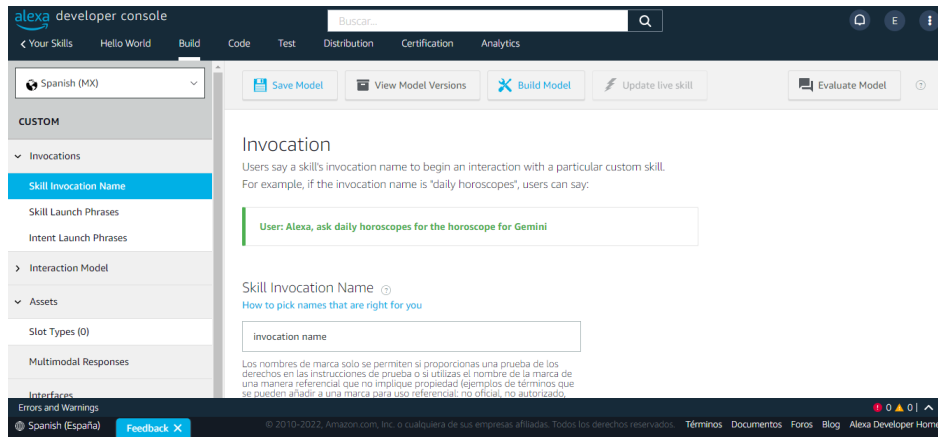 alexa developer console
Buscar...
E
Your Skills
Hello World
Build
Code
Test
Distribution
Certification
Analytics
Spanish (MX)
Save Model
View Model Versions
Build Model
Update live skill
Evaluate Model
CUSTOM
Invocations
Skill Invocation Name
Skill Launch Phrases
Intent Launch Phrases
Interaction Model
Assets
Slot Types (0)
Multimodal Responses
Interfaces
Invocation
Users say a skill's invocation name to begin an interaction with a particular custom skill.
For example, if the invocation name is "daily horoscopes", users can say:
User: Alexa, ask daily horoscopes for the horoscope for Gemini
Skill Invocation Name
How to pick names that are right for you
invocation name
Los nombres de marca solo se permiten si proporcionas una prueba de los
derechos en las instrucciones de prueba o si utilizas el nombre de la marca de
una manera referencial que no implique propiedad (ejemplos de términos que
se pueden añadir a una marca para uso referencial: no oficial, no autorizado,
Errors and Warnings
0
0
Spanish (España)
Feedback X
© 2010-2022, Amazon.com, Inc. o cualquiera de sus empresas afiliadas. Todos los derechos reservados.
Términos
Documentos
Foros
Blog
Alexa Developer Home